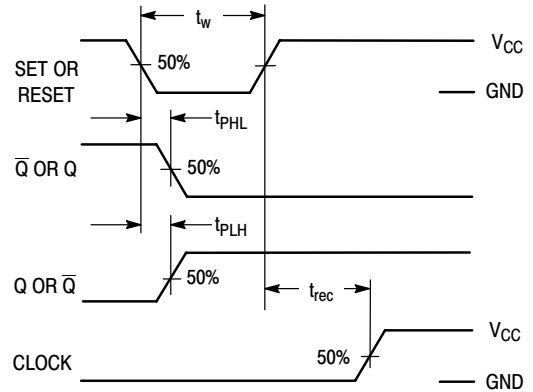 t_w
V_CC
50%
SET OR
RESET
GND
t_PHL
Q̅ OR Q
50%
t_PLH
Q OR Q̅
50%
t_rec
V_CC
50%
CLOCK
GND